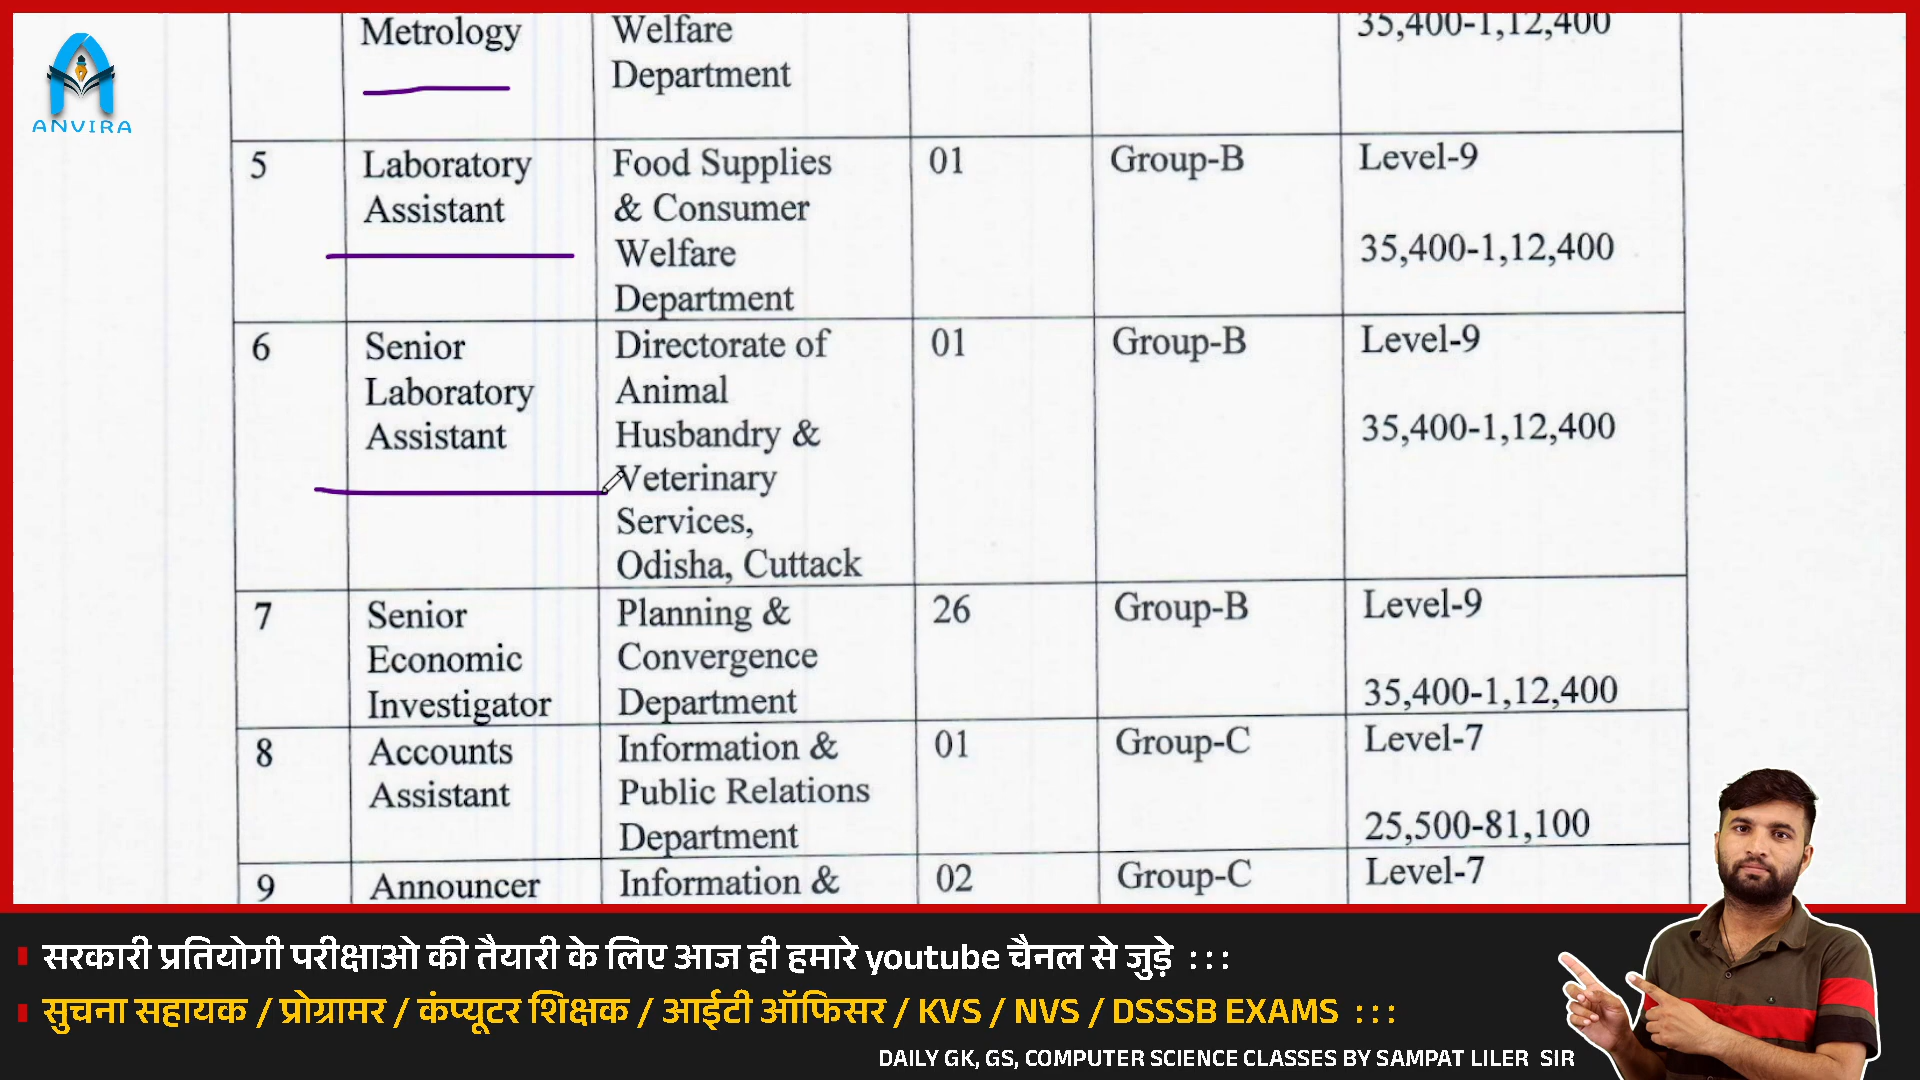 ANVIRA
Metrology
Welfare
Department
35,400-1,12,400
5
Laboratory
Assistant
Food Supplies
& Consumer
Welfare
Department
01
Group-B
Level-9
35,400-1,12,400
6
Senior
Laboratory
Assistant
Directorate of
Animal
Husbandry &
Veterinary
Services,
Odisha, Cuttack
01
Group-B
Level-9
35,400-1,12,400
7
Senior
Economic
Investigator
Planning &
Convergence
Department
26
Group-B
Level-9
35,400-1,12,400
8
Accounts
Assistant
Information &
Public Relations
Department
01
Group-C
Level-7
25,500-81,100
9
Announcer
Information &
02
Group-C
Level-7
सरकारी प्रतियोगी परीक्षाओ की तैयारी के लिए आज ही हमारे youtube चैनल से जुड़े :::
सुचना सहायक / प्रोग्रामर / कंप्यूटर शिक्षक / आईटी ऑफिसर / KVS / NVS / DSSSB EXAMS :::
DAILY GK, GS, COMPUTER SCIENCE CLASSES BY SAMPAT LILER SIR